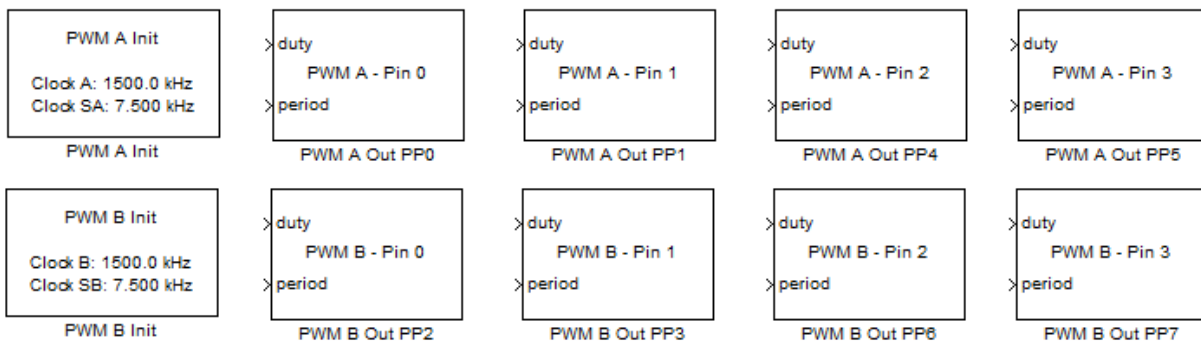 PWM A Init
Clock A: 1500.0 kHz
Clock SA: 7.500 kHz
PWM A Init
duty
PWM A - Pin 0
period
PWM A Out PP0
duty
PWM A - Pin 1
period
PWM A Out PP1
duty
PWM A - Pin 2
period
PWM A Out PP4
duty
PWM A - Pin 3
period
PWM A Out PP5
PWM B Init
Clock B: 1500.0 kHz
Clock SB: 7.500 kHz
PWM B Init
duty
PWM B - Pin 0
period
PWM B Out PP2
duty
PWM B - Pin 1
period
PWM B Out PP3
duty
PWM B - Pin 2
period
PWM B Out PP6
duty
PWM B - Pin 3
period
PWM B Out PP7